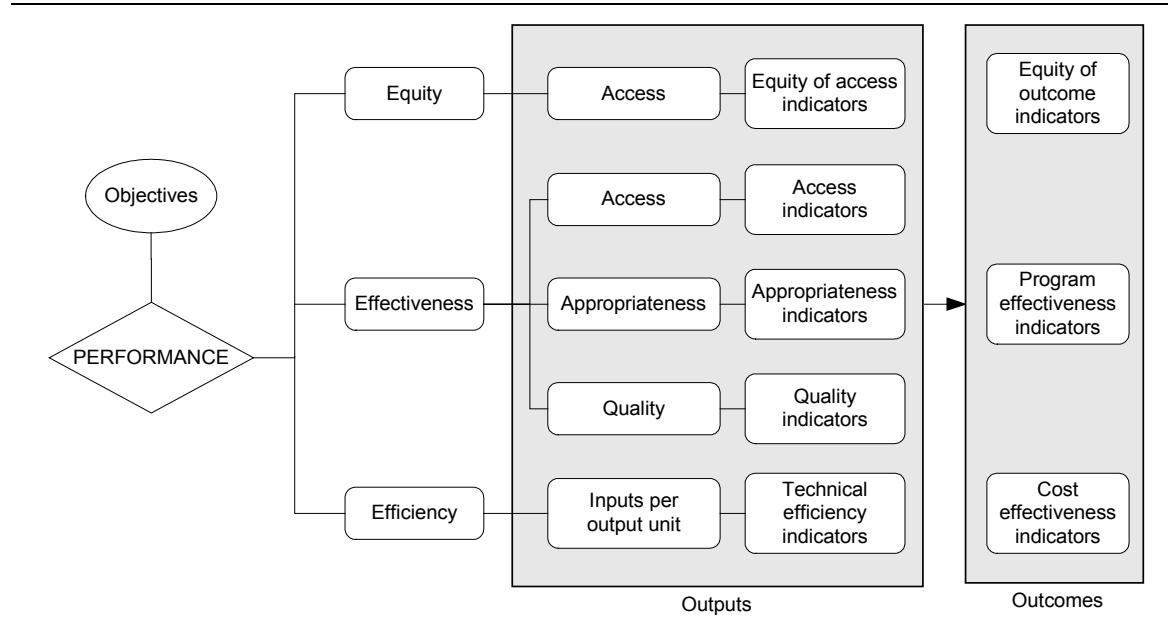 Objectives
PERFORMANCE
Equity
Effectiveness
Efficiency
Access
Equity of access
indicators
Access
Access
indicators
Appropriateness
Appropriateness
indicators
Quality
Quality
indicators
Inputs per
output unit
Technical
efficiency
indicators
Outputs
Equity of
outcome
indicators
Program
effectiveness
indicators
Cost
effectiveness
indicators
Outcomes